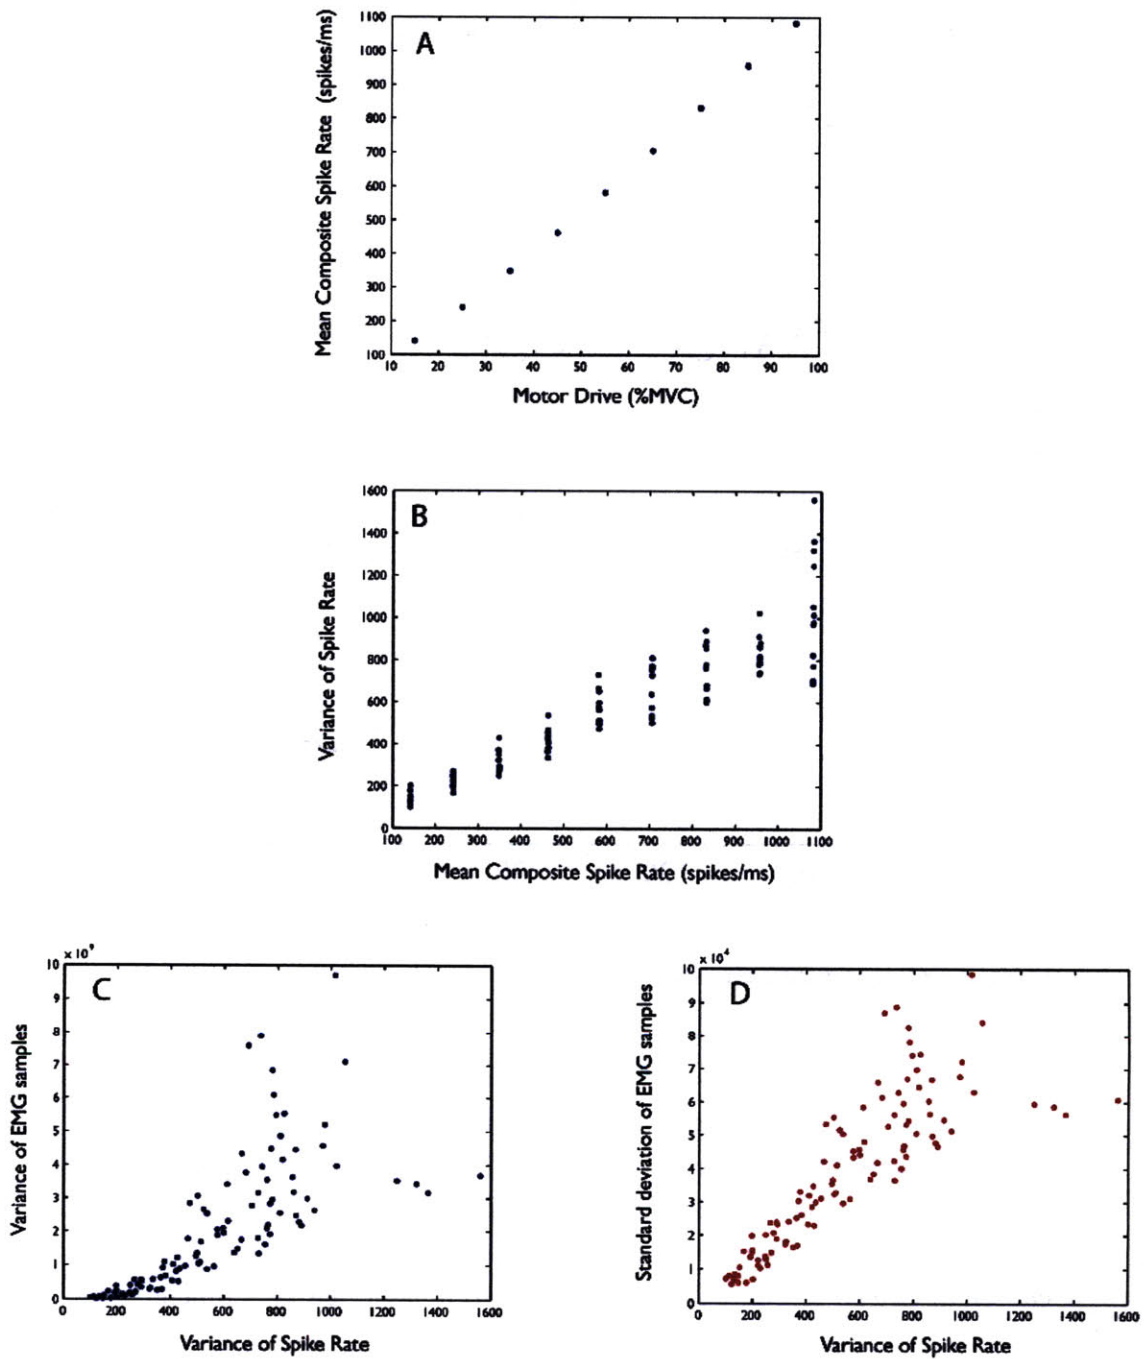 A
Mean Composite Spike Rate (spikes/ms)
1100
1000
900
800
700
600
500
400
300
200
100
10 20 30 40 50 60 70 80 90 100
Motor Drive (%MVC)
B
Variance of Spike Rate
1600
1400
1200
1000
800
600
400
200
0
100 200 300 400 500 600 700 800 900 1000 1100
Mean Composite Spike Rate (spikes/ms)
C
Variance of EMG samples
× 10⁹
10
9
8
7
6
5
4
3
2
1
0
0 200 400 600 800 1000 1200 1400 1600
Variance of Spike Rate
D
Standard deviation of EMG samples
× 10⁴
10
9
8
7
6
5
4
3
2
1
0
0 200 400 600 800 1000 1200 1400 1600
Variance of Spike Rate